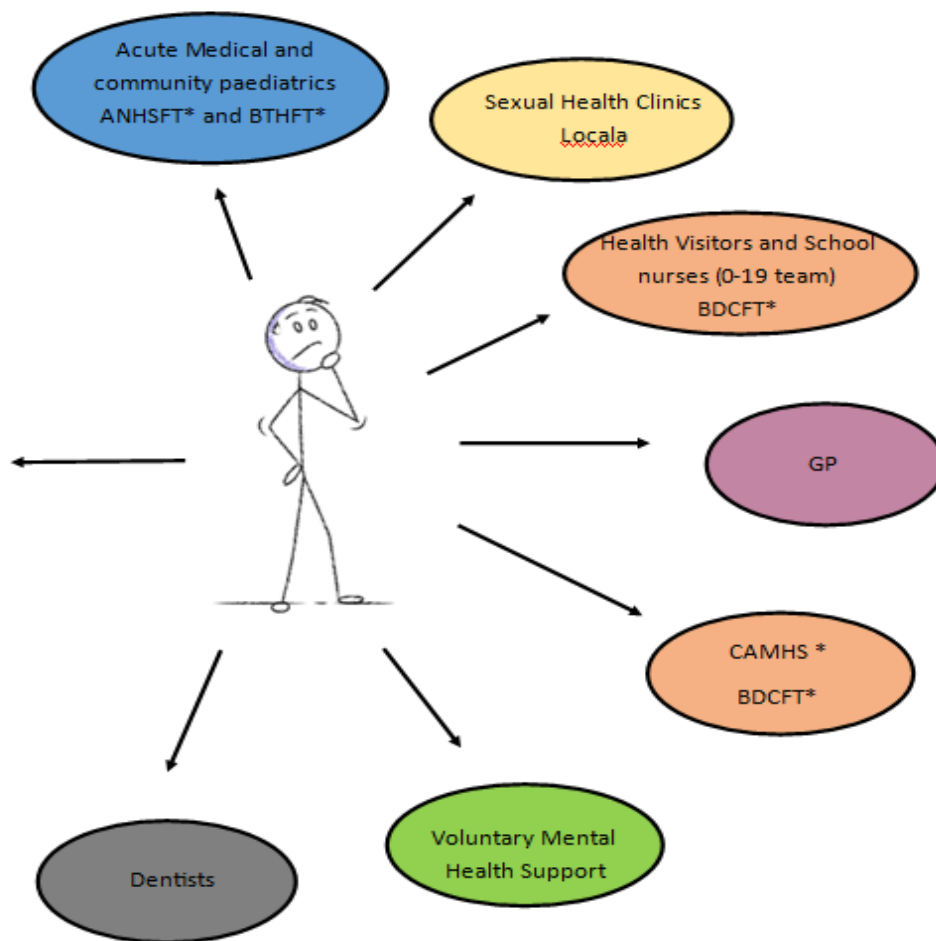 Acute Medical and
community paediatrics
ANHSFT* and BTHFT*
Sexual Health Clinics
Locala
Health Visitors and School
nurses (0-19 team)
BDCFT*
GP
CAMHS *
BDCFT*
Voluntary Mental
Health Support
Dentists